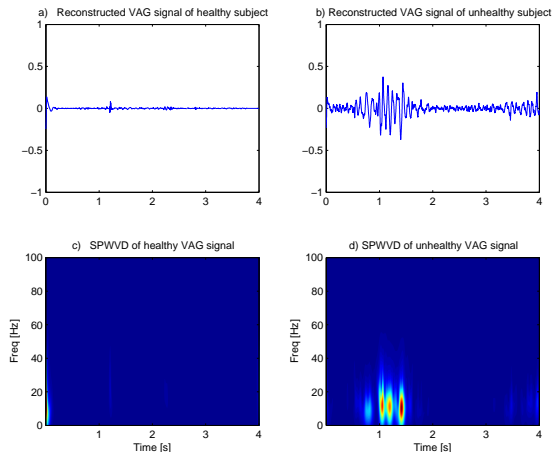 a) Reconstructed VAG signal of healthy subject
1
0.5
0
−0.5
−1
0 1 2 3 4
b) Reconstructed VAG signal of unhealthy subject
1
0.5
0
−0.5
−1
0 1 2 3 4
c) SPWVD of healthy VAG signal
Freq [Hz]
100
80
60
40
20
0
0 1 2 3 4
Time [s]
d) SPWVD of unhealthy VAG signal
Freq [Hz]
100
80
60
40
20
0
0 1 2 3 4
Time [s]